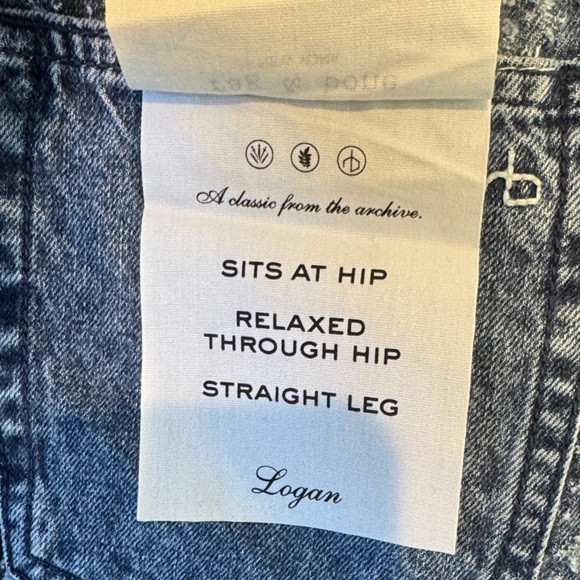 A classic from the archive.
SITS AT HIP
RELAXED
THROUGH HIP
STRAIGHT LEG
Logan